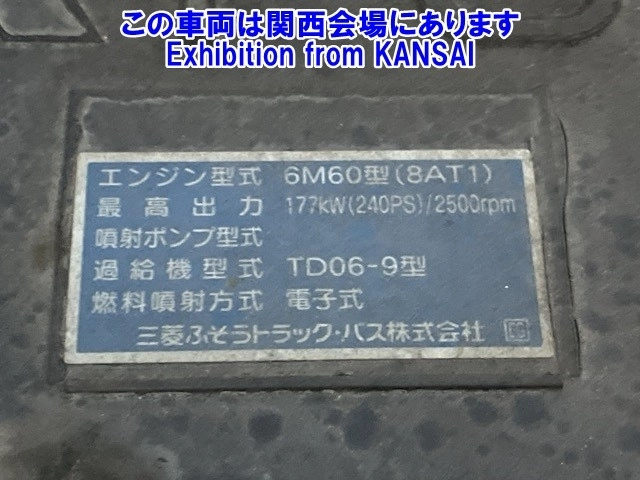 この車両は関西会場にあります
Exhibition from KANSAI
エンジン型式 6M60型(8AT1)
最高出力 177kW(240PS)/2500rpm
噴射ポンプ型式
過給機型式 TD06-9型
燃料噴射方式 電子式
三菱ふそうトラック・バス株式会社